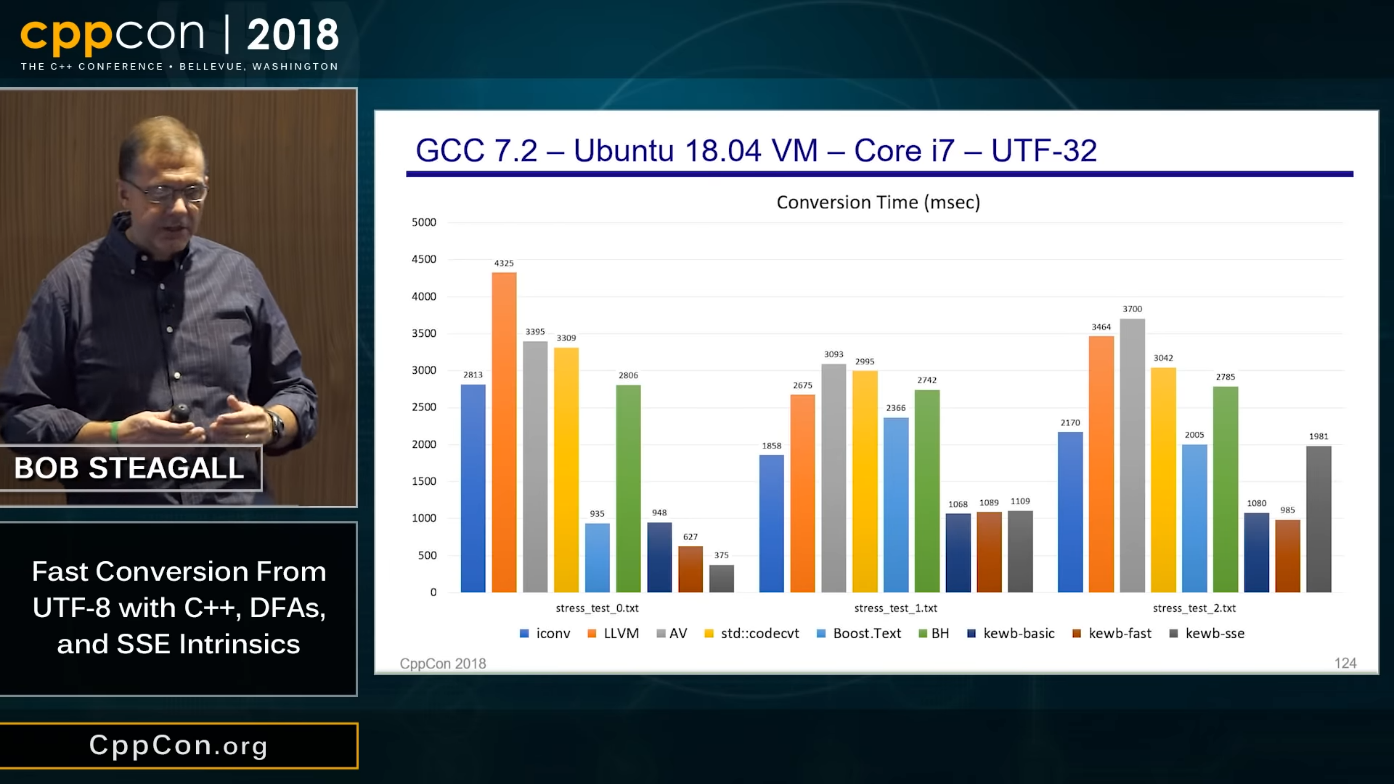 cppcon | 2018
THE C++ CONFERENCE • BELLEVUE, WASHINGTON
BOB STEAGALL
Fast Conversion From
UTF-8 with C++, DFAs,
and SSE Intrinsics
CppCon.org
GCC 7.2 – Ubuntu 18.04 VM – Core i7 – UTF-32
Conversion Time (msec)
5000
4500
4000
3500
3000
2500
2000
1500
1000
500
0
2813
4325
3395
3309
935
2806
948
627
375
1858
2675
3093
2995
2366
2742
1068
1089
1109
2170
3464
3700
3042
2005
2785
1080
985
1981
stress_test_0.txt
stress_test_1.txt
stress_test_2.txt
iconv LLVM AV std::codecvt Boost.Text BH kewb-basic kewb-fast kewb-sse
CppCon 2018
124